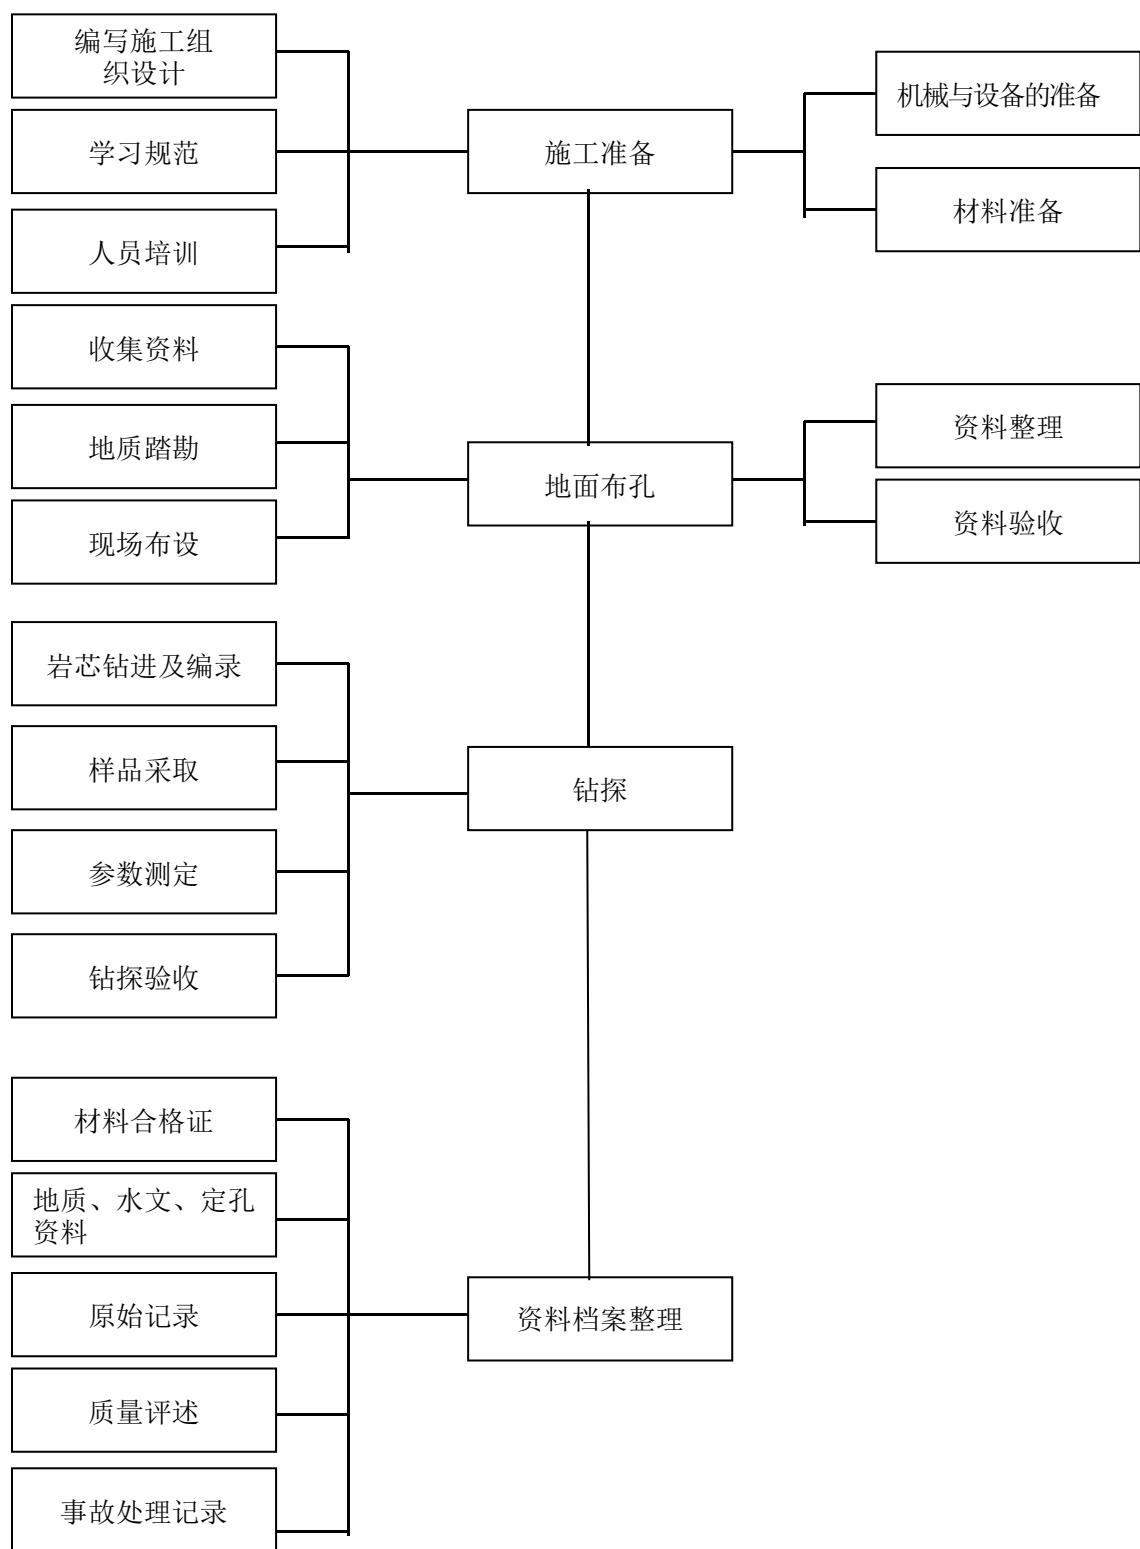 编写施工组
织设计
学习规范
人员培训
施工准备
机械与设备的准备
材料准备
收集资料
地质踏勘
现场布设
地面布孔
资料整理
资料验收
岩芯钻进及编录
样品采取
参数测定
钻探验收
钻探
材料合格证
地质、水文、定孔
资料
原始记录
质量评述
事故处理记录
资料档案整理